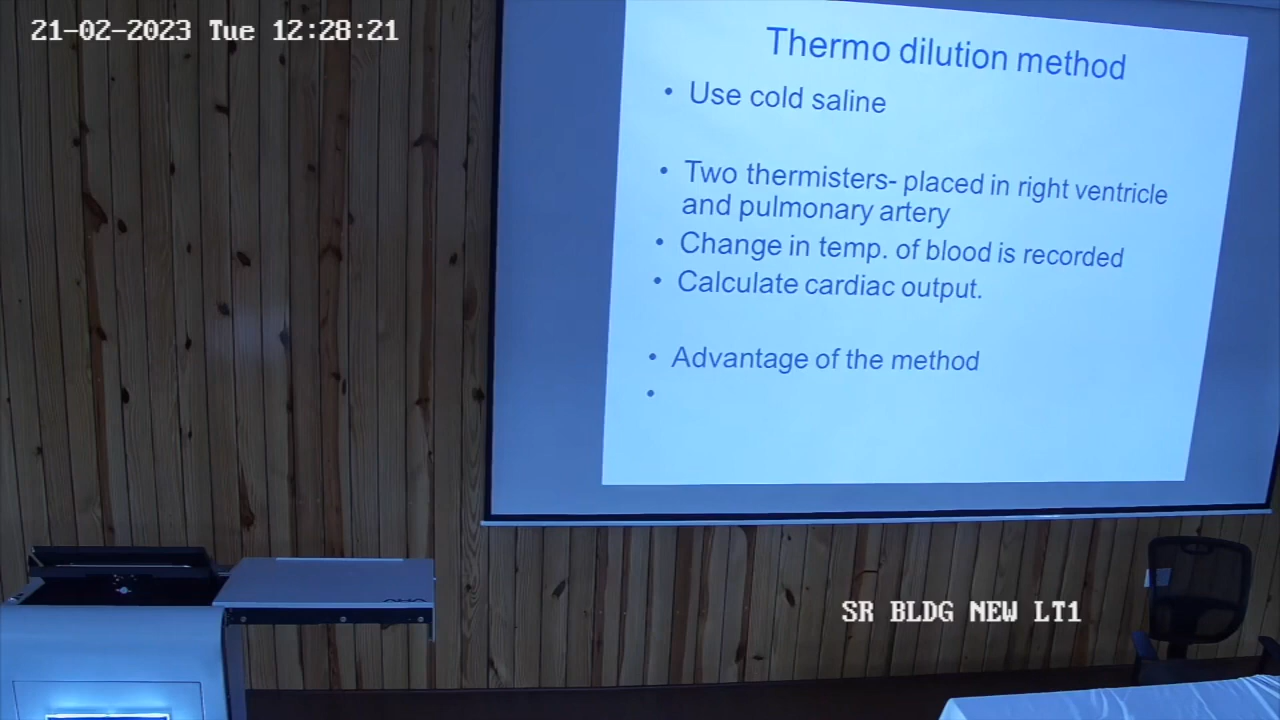 21-02-2023 Tue 12:28:21
Thermo dilution method
• Use cold saline
• Two thermisters- placed in right ventricle
and pulmonary artery
• Change in temp. of blood is recorded
• Calculate cardiac output.
• Advantage of the method
•
SR BLDG NEW LT1